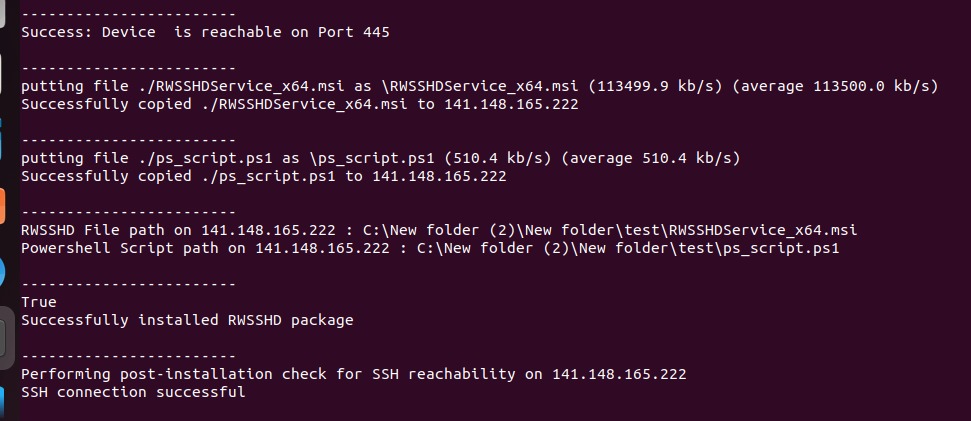 ------------------------
Success: Device  is reachable on Port 445
------------------------
putting file ./RWSSHDService_x64.msi as \RWSSHDService_x64.msi (113499.9 kb/s) (average 113500.0 kb/s)
Successfully copied ./RWSSHDService_x64.msi to 141.148.165.222
------------------------
putting file ./ps_script.ps1 as \ps_script.ps1 (510.4 kb/s) (average 510.4 kb/s)
Successfully copied ./ps_script.ps1 to 141.148.165.222
------------------------
RWSSHD File path on 141.148.165.222 : C:\New folder (2)\New folder\test\RWSSHDService_x64.msi
Powershell Script path on 141.148.165.222 : C:\New folder (2)\New folder\test\ps_script.ps1
------------------------
True
Successfully installed RWSSHD package
------------------------
Performing post-installation check for SSH reachability on 141.148.165.222
SSH connection successful